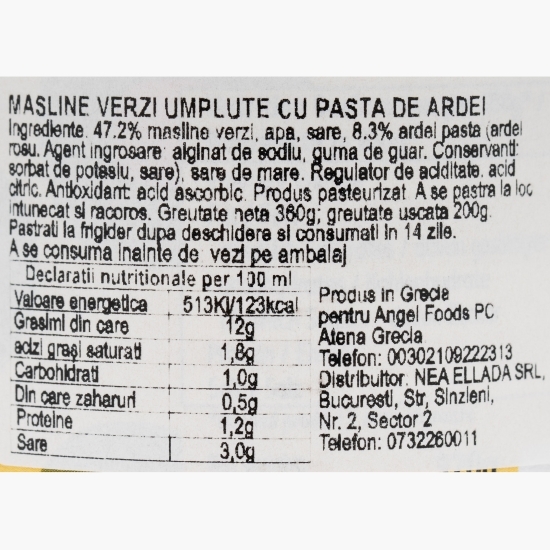 MASLINE VERZI UMPLUTE CU PASTA DE ARDEI
Ingrediente. 47.2% masline verzi, apa, sare, 8.3% ardei pasta (ardei
rosu. Agent ingrosare alginat de sodiu, guma de guar. Conservanti:
sorbat de potasiu, sare), sare de mare. Regulator de aciditate. acid
citric. Antioxidant: acid ascorbic. Produs pasteurizat A se pastra la loc
intunecat si racoros. Greutate neta 360g; greutate uscata 200g.
Pastrati la frigider dupa deschidere si consumati in 14 zile.
A se consuma inainte de vezi pe ambalaj
Declaratii nutritionale per 100 ml
Valoare energetica 513Kj/123kcal
Grasimi din care 12g
acizi grași saturati 1,8g
Carbohidrati 1,0g
Din care zaharuri 0,5g
Proteine 1,2g
Sare 3,0g
Produs in Grecia
pentru Angel Foods PC
Atena Grecia
Telefon: 00302109222313
Distribuitor. NEA ELLADA SRL,
Bucuresti, Str, Sinzieni,
Nr. 2, Sector 2
Telefon: 0732260011